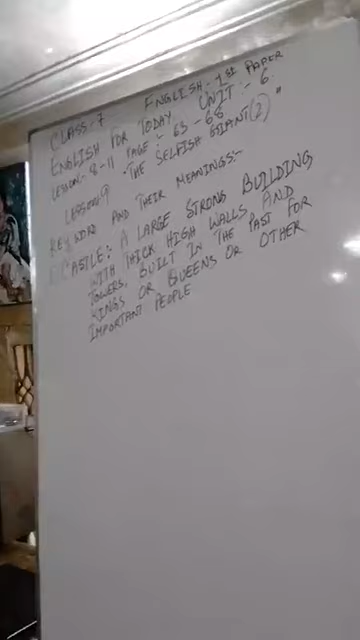 CLASS-7 ENGLISH-1ST PAPER
ENGLISH FOR TODAY UNIT:- 6
LESSON:- 8-11 PAGE:- 63-68
LESSON-9 "THE SELFISH GIANT(2)"
KEYWORD AND THEIR MEANINGS:-
CASTLE: A LARGE STRONG BUILDING
WITH THICK HIGH WALLS AND
TOWERS, BUILT IN THE PAST FOR
KINGS OR QUEENS OR OTHER
IMPORTANT PEOPLE